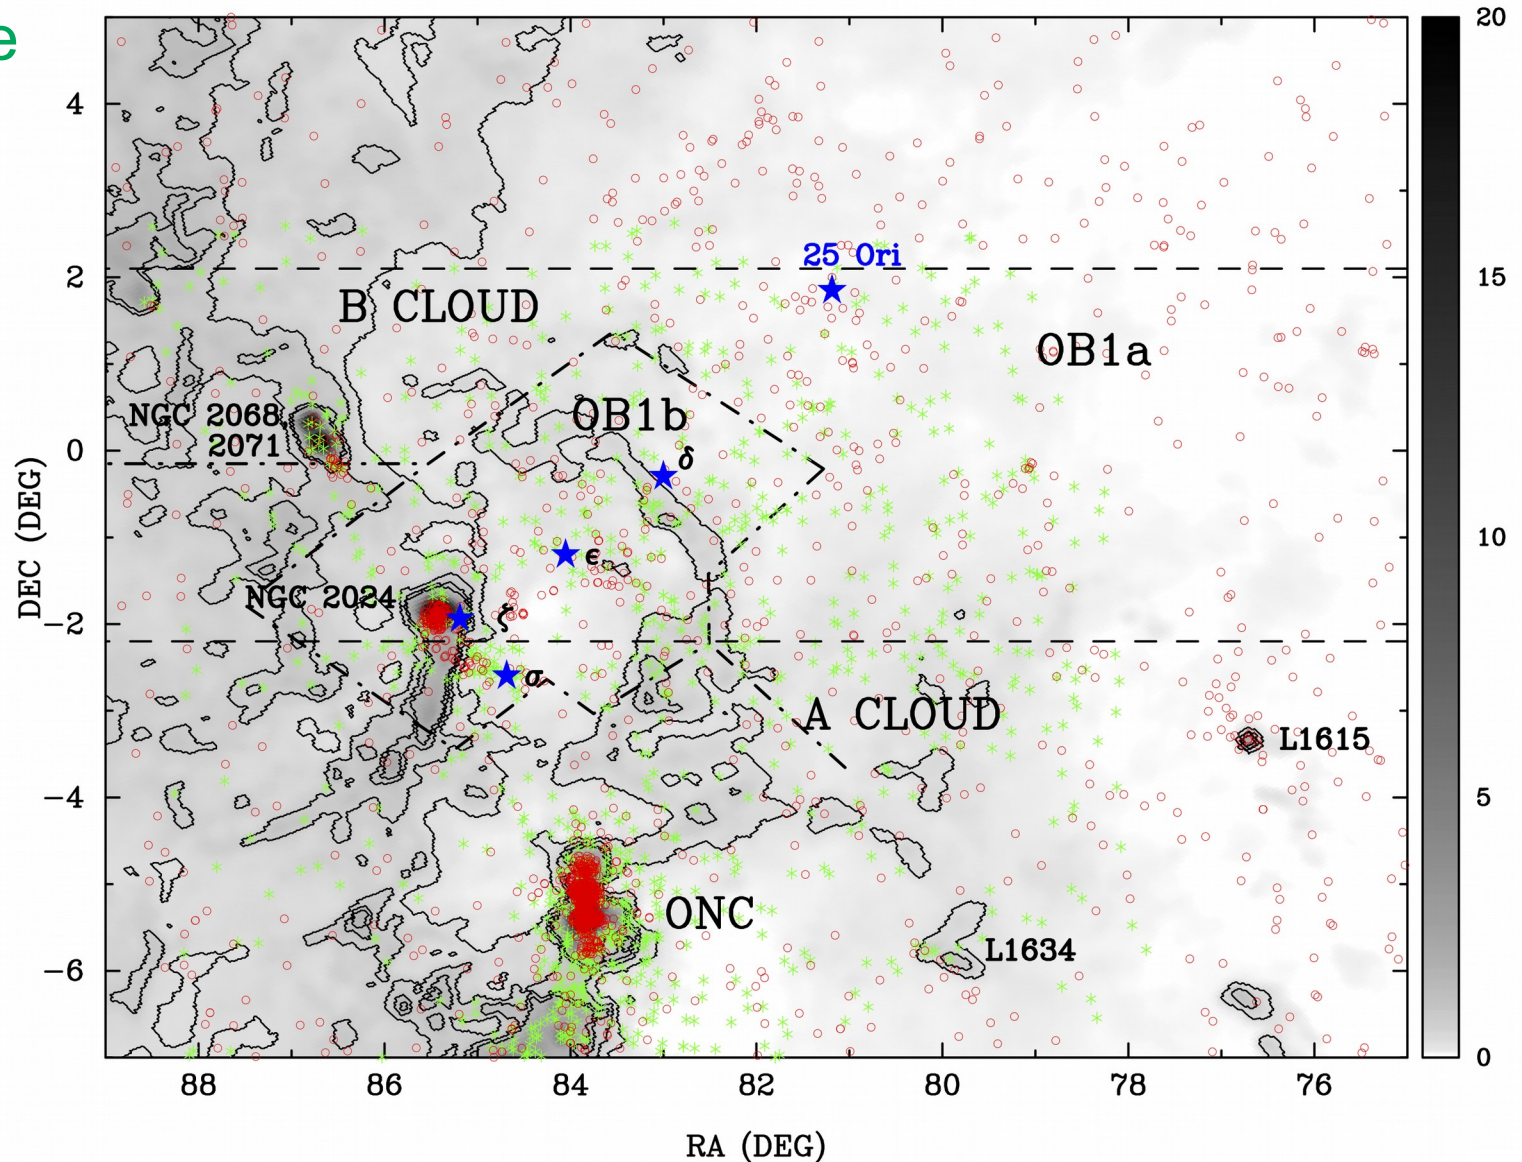 e
20
4
25 Ori
2
B CLOUD
15
OB1a
NGC 2068,
2071
OB1b
0
δ
ϵ
10
NGC 2024
ζ
−2
σ
A CLOUD
L1615
−4
5
ONC
L1634
−6
0
88 86 84 82 80 78 76
RA (DEG)
DEC (DEG)